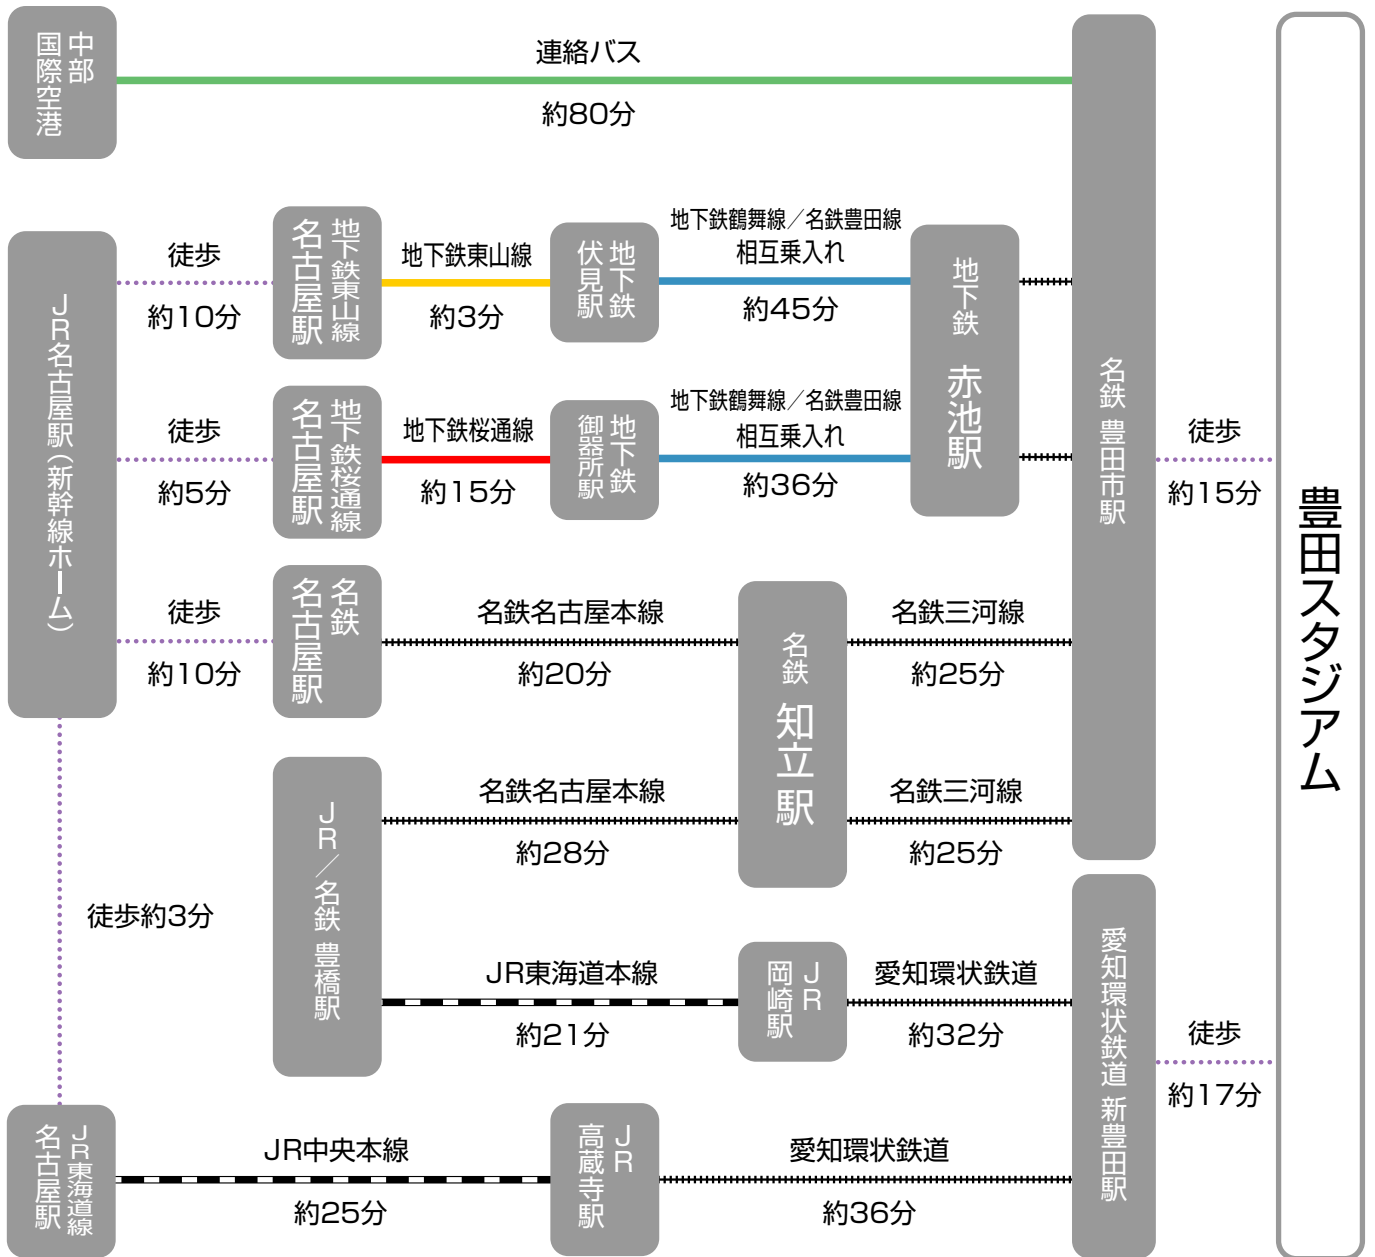 中部
国際空港
連絡バス
約80分
JR名古屋駅(新幹線ホーム)
徒歩
約10分
地下鉄東山線
名古屋駅
地下鉄東山線
約3分
地下鉄
伏見駅
地下鉄鶴舞線/名鉄豊田線
相互乗入れ
約45分
地下鉄 赤池駅
名鉄 豊田市駅
徒歩
約5分
地下鉄桜通線
名古屋駅
地下鉄桜通線
約15分
地下鉄
御器所駅
地下鉄鶴舞線/名鉄豊田線
相互乗入れ
約36分
徒歩
約15分
豊田スタジアム
徒歩
約10分
名鉄
名古屋駅
名鉄名古屋本線
約20分
名鉄 知立駅
名鉄三河線
約25分
JR/名鉄 豊橋駅
名鉄名古屋本線
約28分
名鉄三河線
約25分
徒歩約3分
JR東海道本線
約21分
JR
岡崎駅
愛知環状鉄道
約32分
愛知環状鉄道 新豊田駅
徒歩
約17分
JR東海道線
名古屋駅
JR中央本線
約25分
JR
高蔵寺駅
愛知環状鉄道
約36分